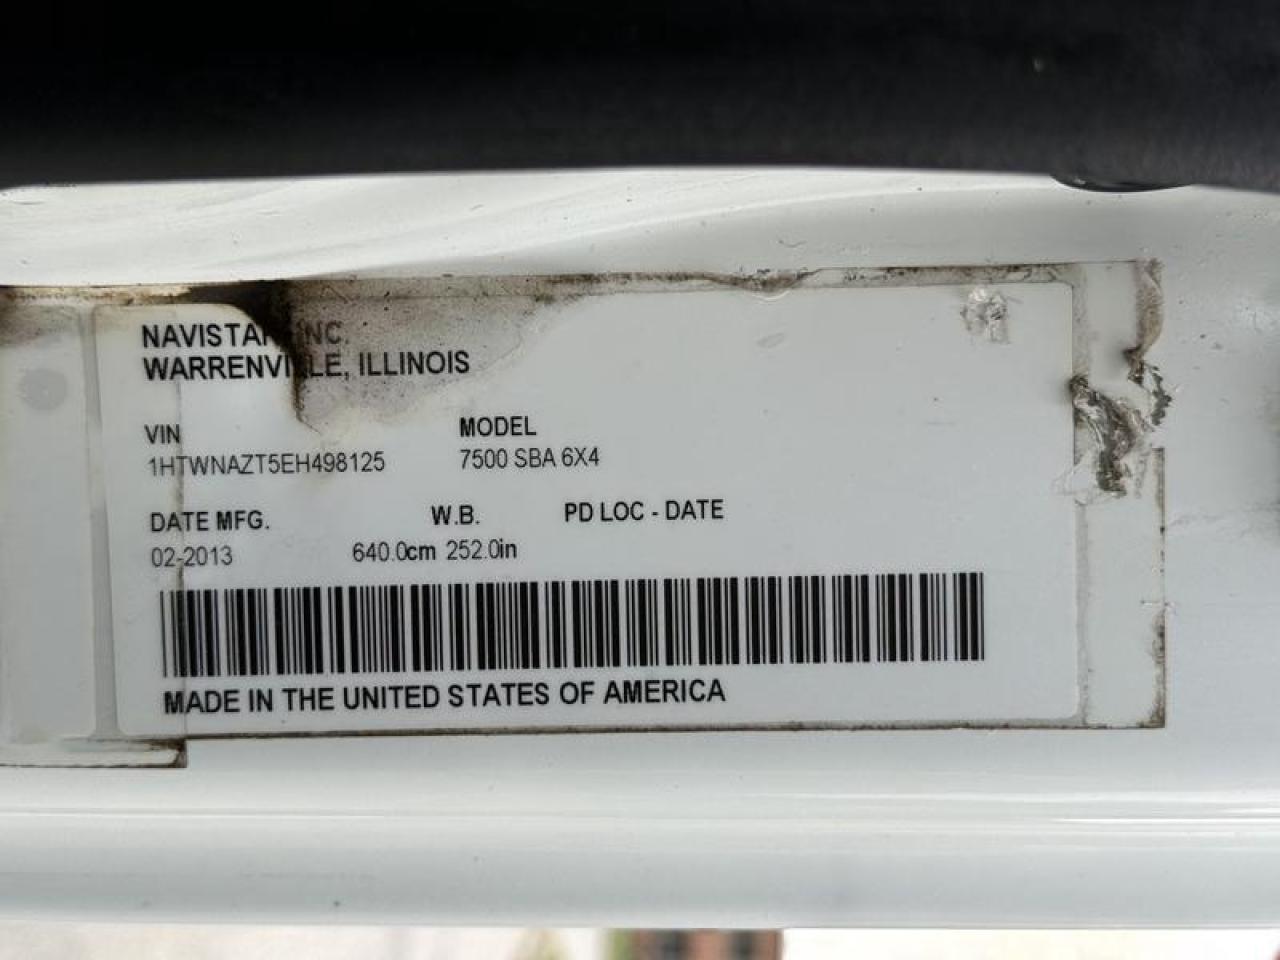 NAVISTAR, INC.
WARRENVILLE, ILLINOIS
VIN MODEL
1HTWNAZT5EH498125 7500 SBA 6X4
DATE MFG. W.B. PD LOC - DATE
02-2013 640.0cm 252.0in
MADE IN THE UNITED STATES OF AMERICA